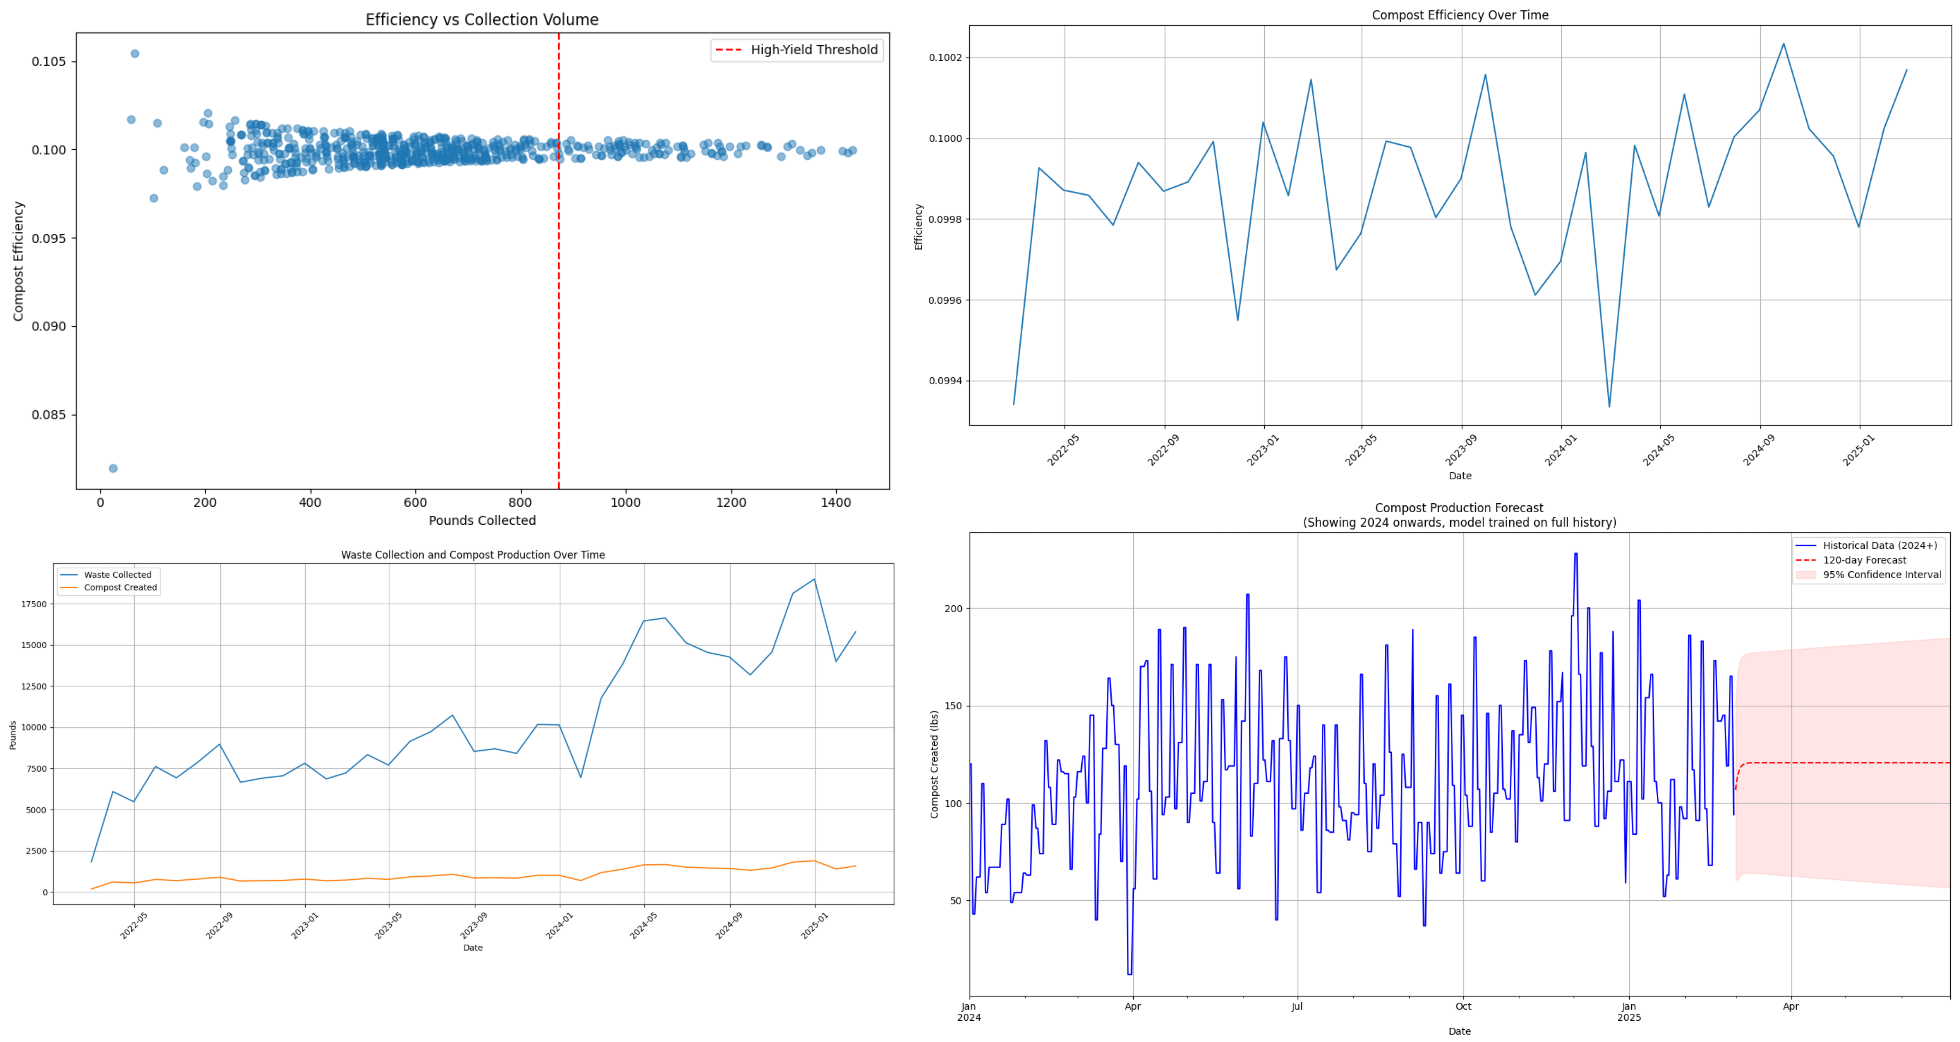 Efficiency vs Collection Volume
High-Yield Threshold
0.105
0.100
0.095
0.090
0.085
Compost Efficiency
0 200 400 600 800 1000 1200 1400
Pounds Collected
Compost Efficiency Over Time
0.1002
0.1000
0.0998
0.0996
0.0994
Efficiency
2022-05 2022-09 2023-01 2023-05 2023-09 2024-01 2024-05 2024-09 2025-01
Date
Waste Collection and Compost Production Over Time
Waste Collected
Compost Created
17500
15000
12500
10000
7500
5000
2500
0
Pounds
2022-05 2022-09 2023-01 2023-05 2023-09 2024-01 2024-05 2024-09 2025-01
Date
Compost Production Forecast
(Showing 2024 onwards, model trained on full history)
Historical Data (2024+)
120-day Forecast
95% Confidence Interval
200
150
100
50
Compost Created (lbs)
Jan Apr Jul Oct Jan Apr
2024 2025
Date